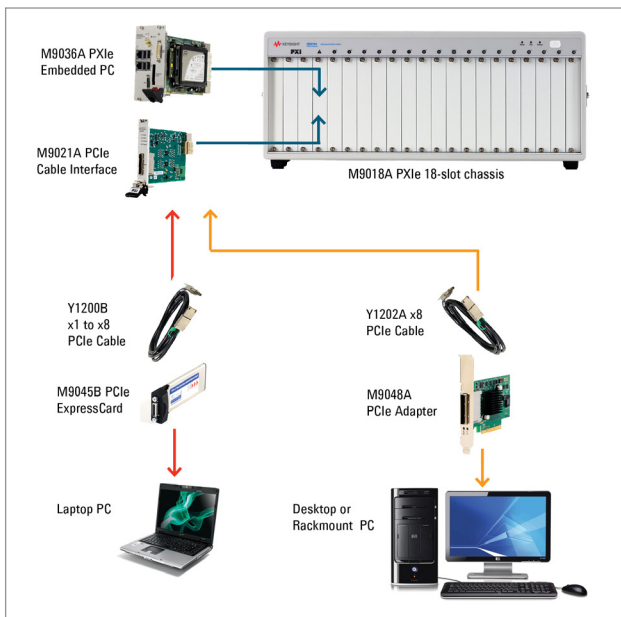 M9036A PXIe
Embedded PC
KEYSIGHT
PXI
M9021A PCIe
Cable Interface
M9018A PXIe 18-slot chassis
Y1200B
x1 to x8
PCIe Cable
Y1202A x8
PCIe Cable
M9045B PCIe
ExpressCard
M9048A
PCIe Adapter
Laptop PC
Desktop or
Rackmount PC